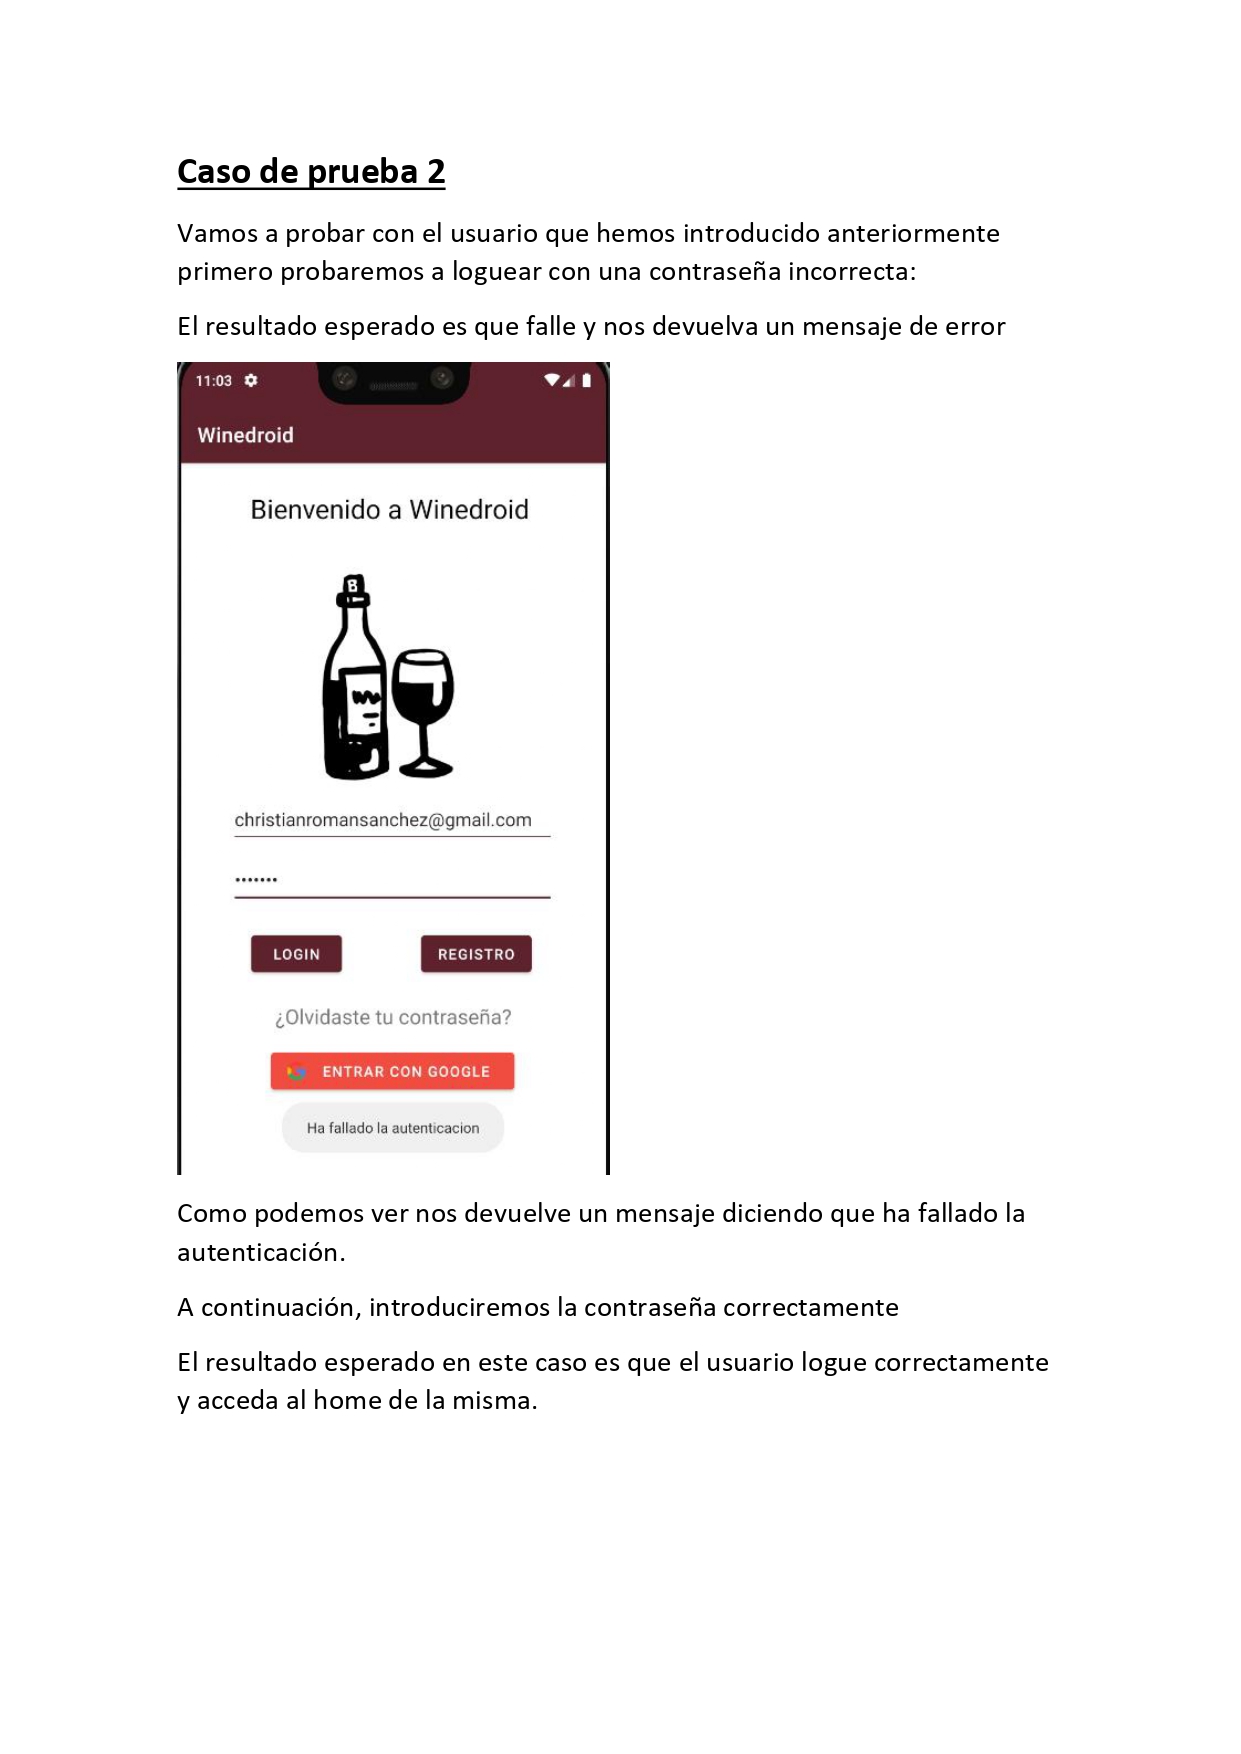 Caso de prueba 2
Vamos a probar con el usuario que hemos introducido anteriormente
primero probaremos a loguear con una contraseña incorrecta:
El resultado esperado es que falle y nos devuelva un mensaje de error
11:03
Winedroid
Bienvenido a Winedroid
B
christianromansanchez@gmail.com
•••••••
LOGIN
REGISTRO
¿Olvidaste tu contraseña?
ENTRAR CON GOOGLE
Ha fallado la autenticacion
Como podemos ver nos devuelve un mensaje diciendo que ha fallado la
autenticación.
A continuación, introduciremos la contraseña correctamente
El resultado esperado en este caso es que el usuario logue correctamente
y acceda al home de la misma.